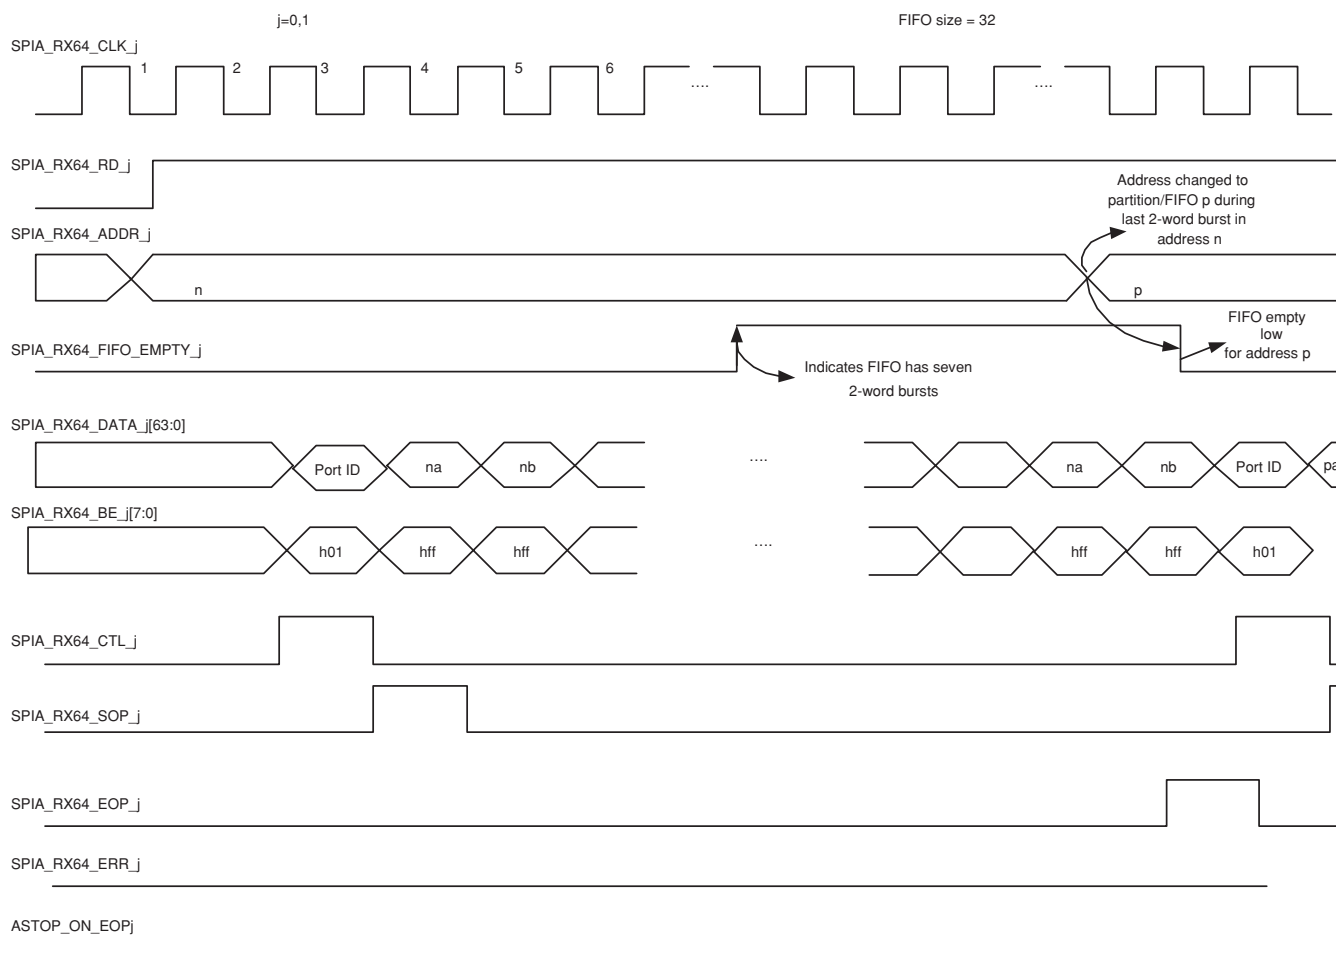 j=0,1
FIFO size = 32
SPIA_RX64_CLK_j
1 2 3 4 5 6 .... ....
SPIA_RX64_RD_j
Address changed to
partition/FIFO p during
last 2-word burst in
address n
SPIA_RX64_ADDR_j
n p
FIFO empty
low
for address p
SPIA_RX64_FIFO_EMPTY_j
Indicates FIFO has seven
2-word bursts
SPIA_RX64_DATA_j[63:0]
Port ID na nb .... na nb Port ID pa
SPIA_RX64_BE_j[7:0]
h01 hff hff .... hff hff h01
SPIA_RX64_CTL_j
SPIA_RX64_SOP_j
SPIA_RX64_EOP_j
SPIA_RX64_ERR_j
ASTOP_ON_EOPj